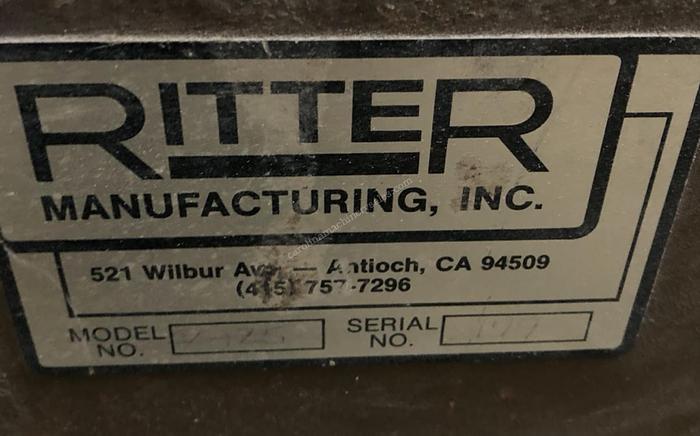 RITTER
MANUFACTURING, INC.
521 Wilbur Ave. — Antioch, CA 94509
(415) 757-7296
MODEL NO.
SERIAL NO.